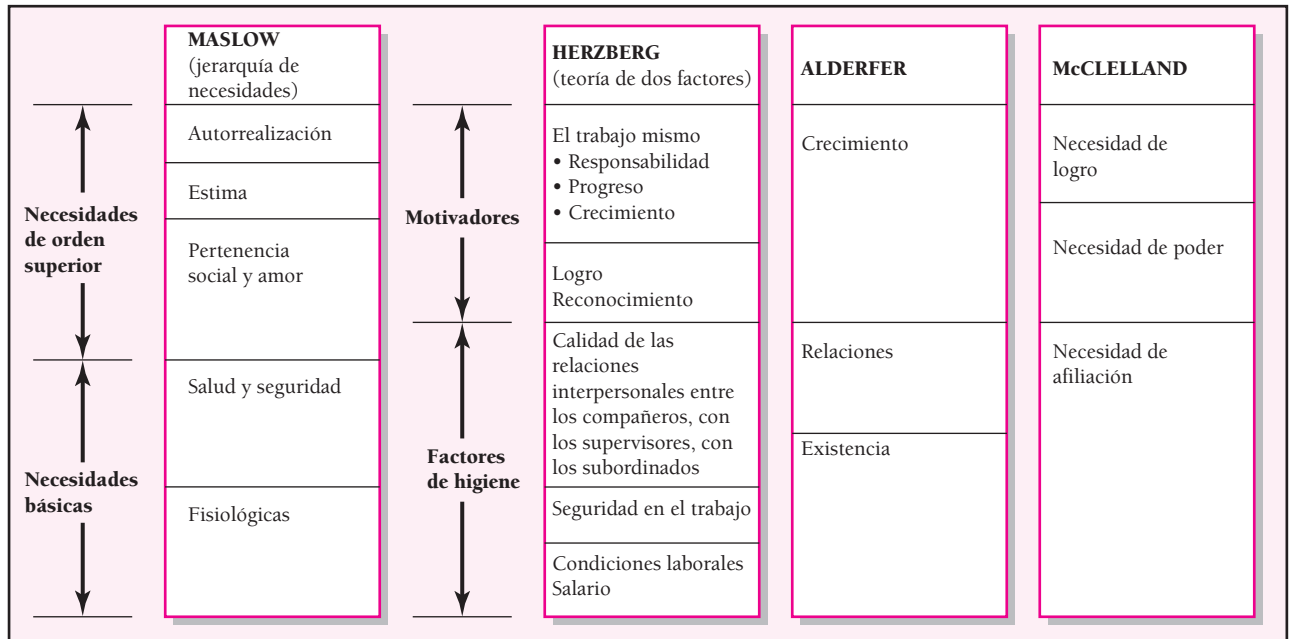 MASLOW
(jerarquía de
necesidades)
Autorrealización
Estima
Pertenencia
social y amor
Salud y seguridad
Fisiológicas
Necesidades
de orden
superior
Necesidades
básicas
HERZBERG
(teoría de dos factores)
El trabajo mismo
• Responsabilidad
• Progreso
• Crecimiento
Logro
Reconocimiento
Calidad de las
relaciones
interpersonales entre
los compañeros, con
los supervisores, con
los subordinados
Seguridad en el trabajo
Condiciones laborales
Salario
Motivadores
Factores
de higiene
ALDERFER
Crecimiento
Relaciones
Existencia
McCLELLAND
Necesidad de
logro
Necesidad de poder
Necesidad de
afiliación